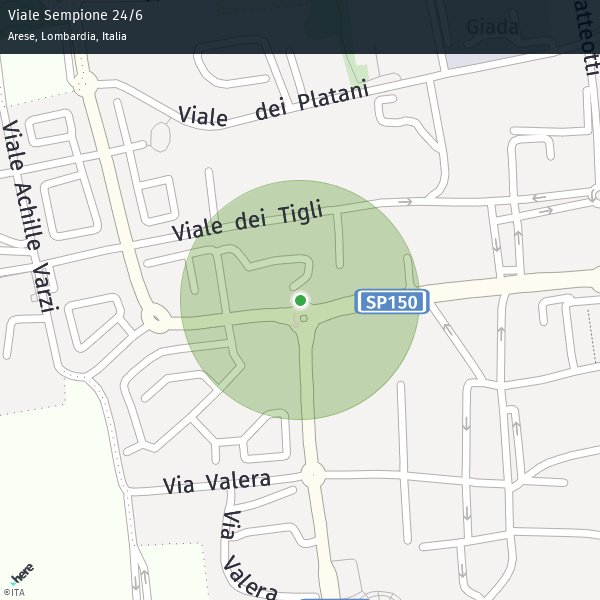 Viale Sempione 24/6
Arese, Lombardia, Italia
Giada
Matteotti
Viale dei Platani
Viale Achille Varzi
Viale dei Tigli
SP150
Via Valera
Via Valera
here
©ITA